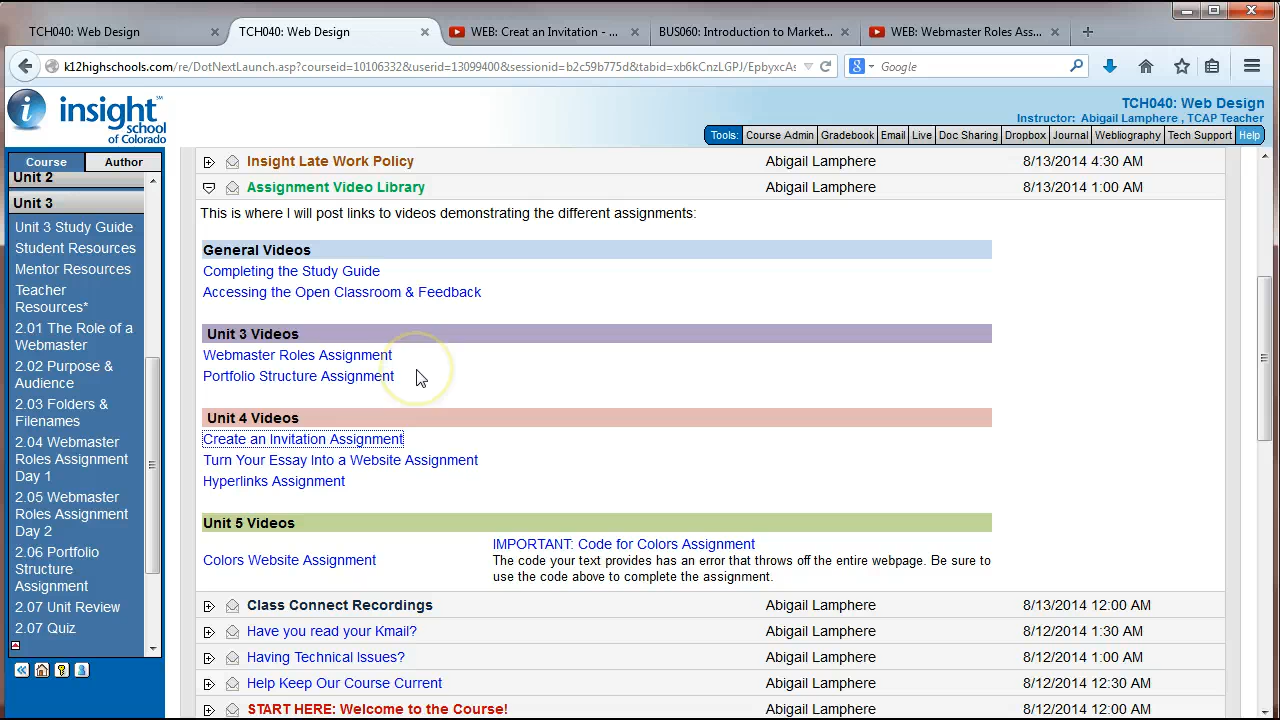 TCH040: Web Design
TCH040: Web Design
WEB: Creat an Invitation - ...
BUS060: Introduction to Market...
WEB: Webmaster Roles Ass...
k12highschools.com/re/DotNextLaunch.asp?courseid=10106332&userid=13099400&sessionid=b2c59b775d&tabid=xb6kCnzLGPJ/EpbyxcAs
Google
insight
school
of Colorado
TCH040: Web Design
Instructor: Abigail Lamphere , TCAP Teacher
Tools: Course Admin Gradebook Email Live Doc Sharing Dropbox Journal Webliography Tech Support Help
Course Author
Unit 2
Unit 3
Unit 3 Study Guide
Student Resources
Mentor Resources
Teacher
Resources*
2.01 The Role of a
Webmaster
2.02 Purpose &
Audience
2.03 Folders &
Filenames
2.04 Webmaster
Roles Assignment
Day 1
2.05 Webmaster
Roles Assignment
Day 2
2.06 Portfolio
Structure
Assignment
2.07 Unit Review
2.07 Quiz
Insight Late Work Policy Abigail Lamphere 8/13/2014 4:30 AM
Assignment Video Library Abigail Lamphere 8/13/2014 1:00 AM
This is where I will post links to videos demonstrating the different assignments:
General Videos
Completing the Study Guide
Accessing the Open Classroom & Feedback
Unit 3 Videos
Webmaster Roles Assignment
Portfolio Structure Assignment
Unit 4 Videos
Create an Invitation Assignment
Turn Your Essay Into a Website Assignment
Hyperlinks Assignment
Unit 5 Videos
Colors Website Assignment
IMPORTANT: Code for Colors Assignment
The code your text provides has an error that throws off the entire webpage. Be sure to
use the code above to complete the assignment.
Class Connect Recordings Abigail Lamphere 8/13/2014 12:00 AM
Have you read your Kmail? Abigail Lamphere 8/12/2014 1:30 AM
Having Technical Issues? Abigail Lamphere 8/12/2014 1:00 AM
Help Keep Our Course Current Abigail Lamphere 8/12/2014 12:30 AM
START HERE: Welcome to the Course! Abigail Lamphere 8/12/2014 12:00 AM